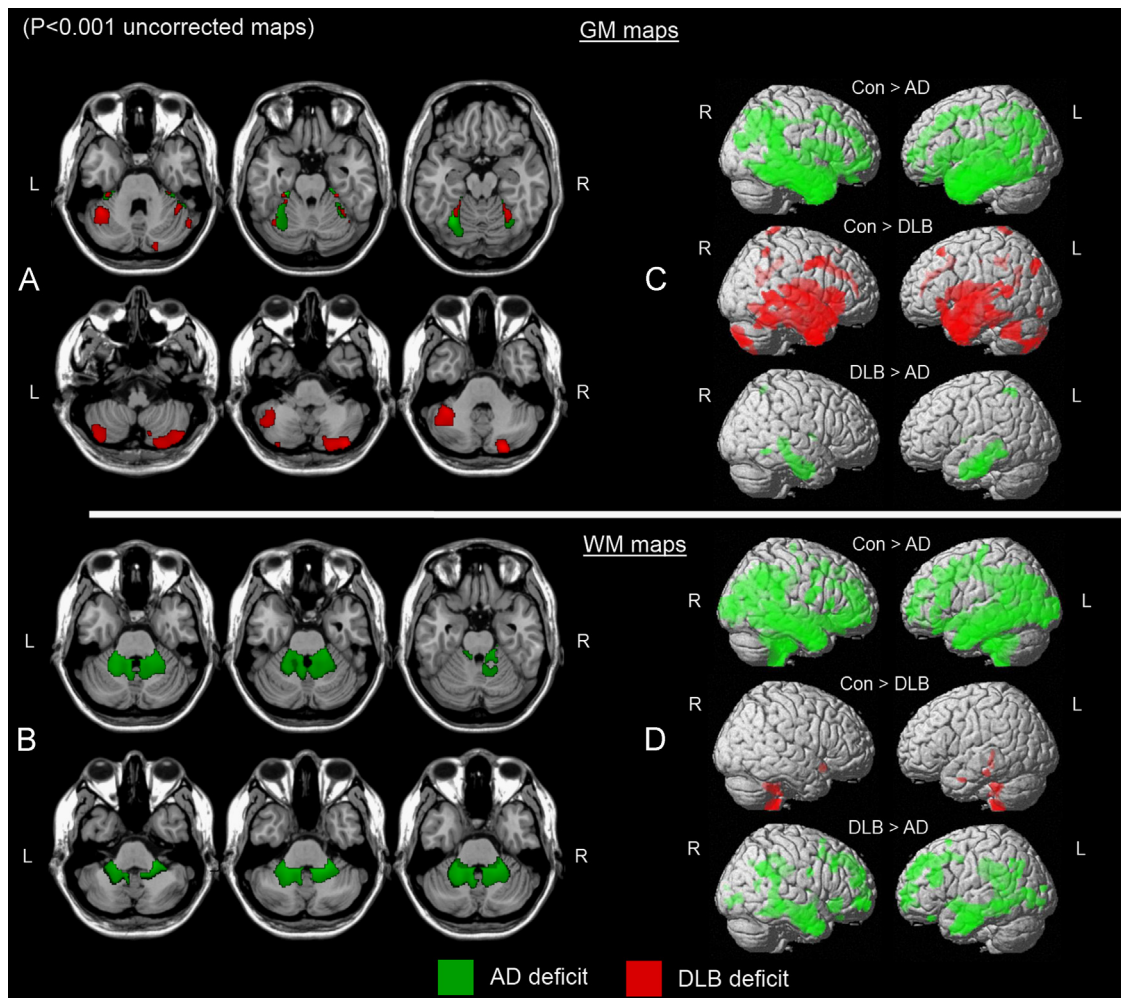 (P<0.001 uncorrected maps)
GM maps
Con > AD
R
L
L
R
Con > DLB
R
L
A
C
DLB > AD
L
R
R
L
WM maps
Con > AD
R
L
L
R
Con > DLB
R
L
B
D
DLB > AD
L
R
R
L
AD deficit
DLB deficit